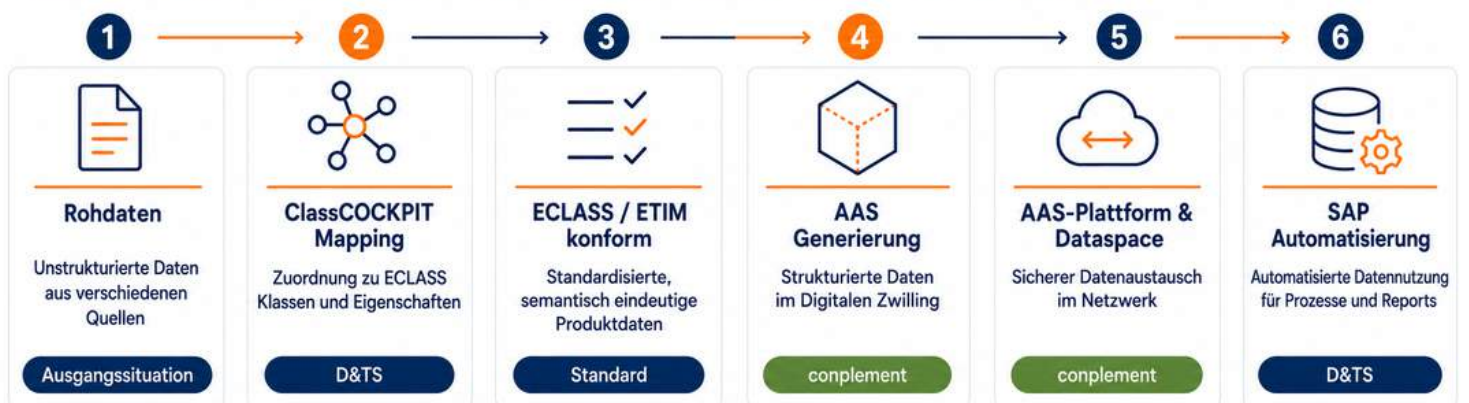 1
2
3
4
5
6
Rohdaten
Unstrukturierte Daten
aus verschiedenen
Quellen
Ausgangssituation
ClassCOCKPIT
Mapping
Zuordnung zu ECLASS
Klassen und Eigenschaften
D&TS
ECLASS / ETIM
konform
Standardisierte,
semantisch eindeutige
Produktdaten
Standard
AAS
Generierung
Strukturierte Daten
im Digitalen Zwilling
conplement
AAS-Plattform &
Dataspace
Sicherer Datenaustausch
im Netzwerk
conplement
SAP
Automatisierung
Automatisierte Datennutzung
für Prozesse und Reports
D&TS